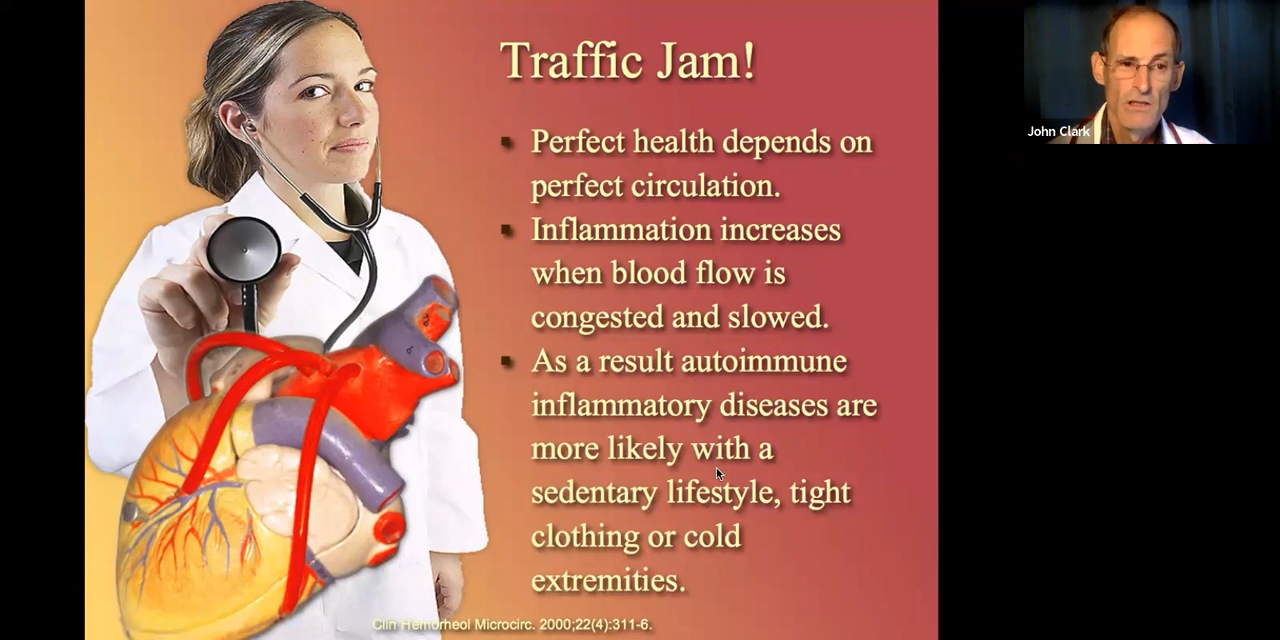 Traffic Jam!
Perfect health depends on
perfect circulation.
Inflammation increases
when blood flow is
congested and slowed.
As a result autoimmune
inflammatory diseases are
more likely with a
sedentary lifestyle, tight
clothing or cold
extremities.
Clin Hemorheol Microcirc. 2000;22(4):311-6.
John Clark